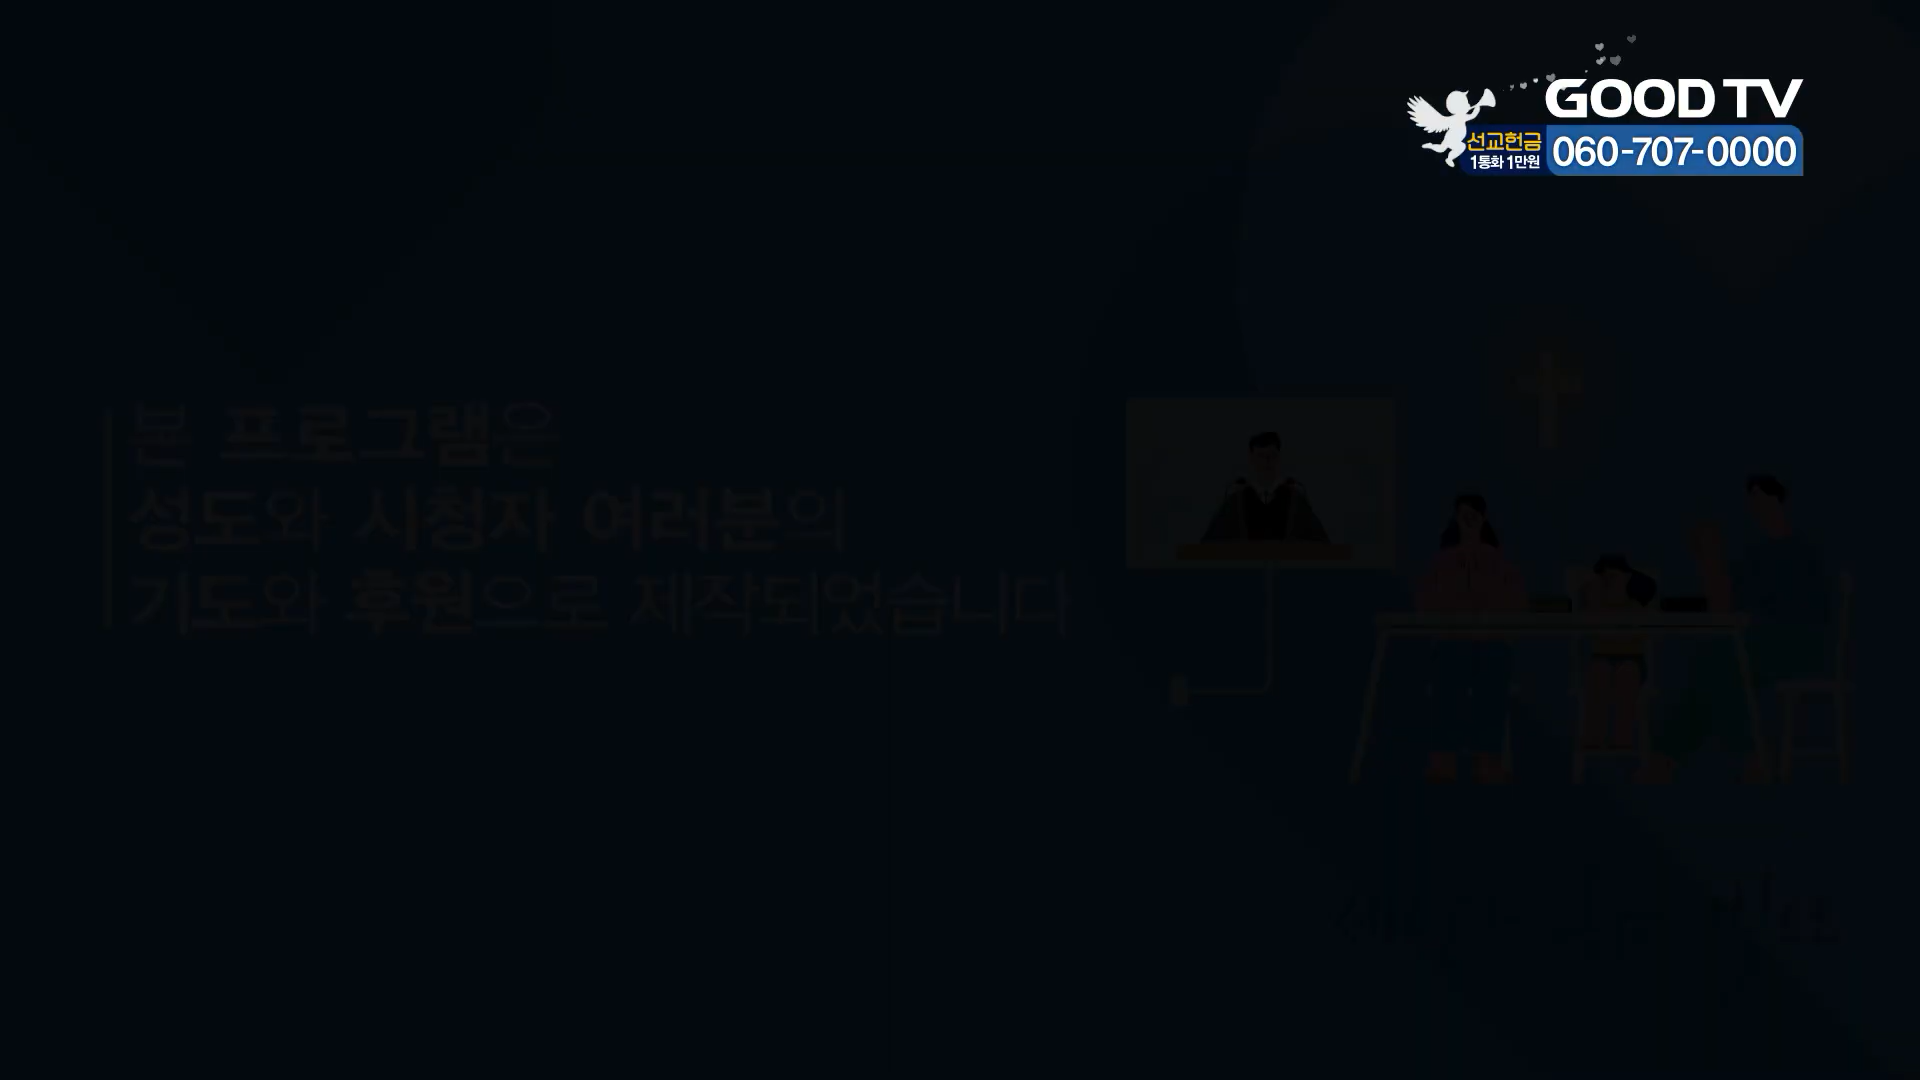 GOOD TV
선교헌금
1통화 1만원
060-707-0000
본 프로그램은
성도와 시청자 여러분의
기도와 후원으로 제작되었습니다